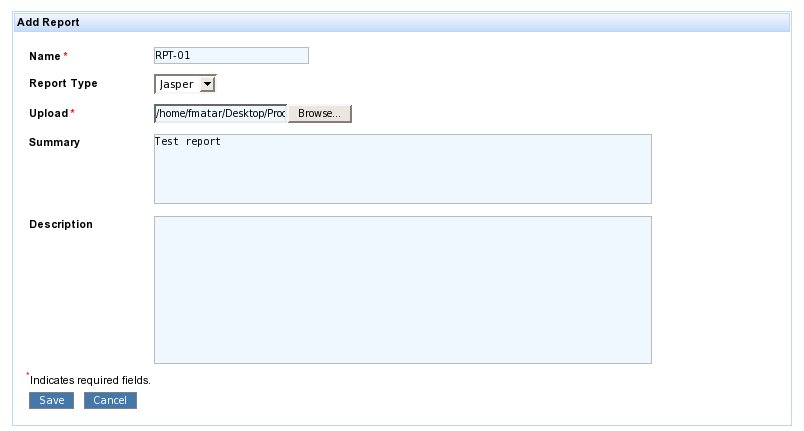 Add Report
Name * RPT-01
Report Type Jasper
Upload * /home/fmatar/Desktop/Proc Browse...
Summary Test report
Description
*Indicates required fields.
Save Cancel